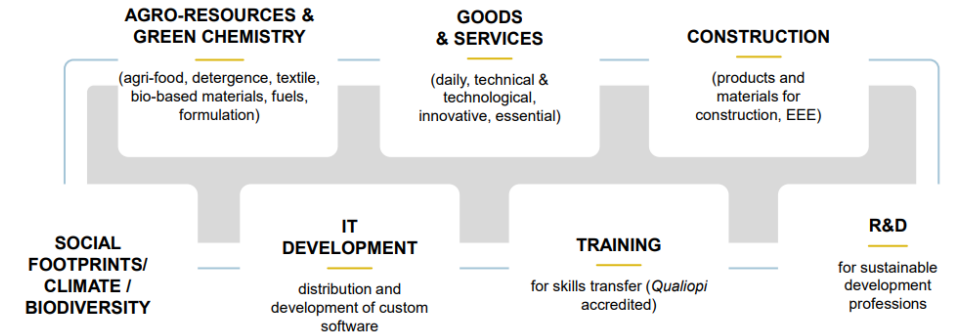 AGRO-RESOURCES &
GREEN CHEMISTRY
(agri-food, detergence, textile,
bio-based materials, fuels,
formulation)
GOODS
& SERVICES
(daily, technical &
technological,
innovative, essential)
CONSTRUCTION
(products and
materials for
construction, EEE)
SOCIAL
FOOTPRINTS/
CLIMATE /
BIODIVERSITY
IT
DEVELOPMENT
distribution and
development of custom
software
TRAINING
for skills transfer (Qualiopi
accredited)
R&D
for sustainable
development
professions